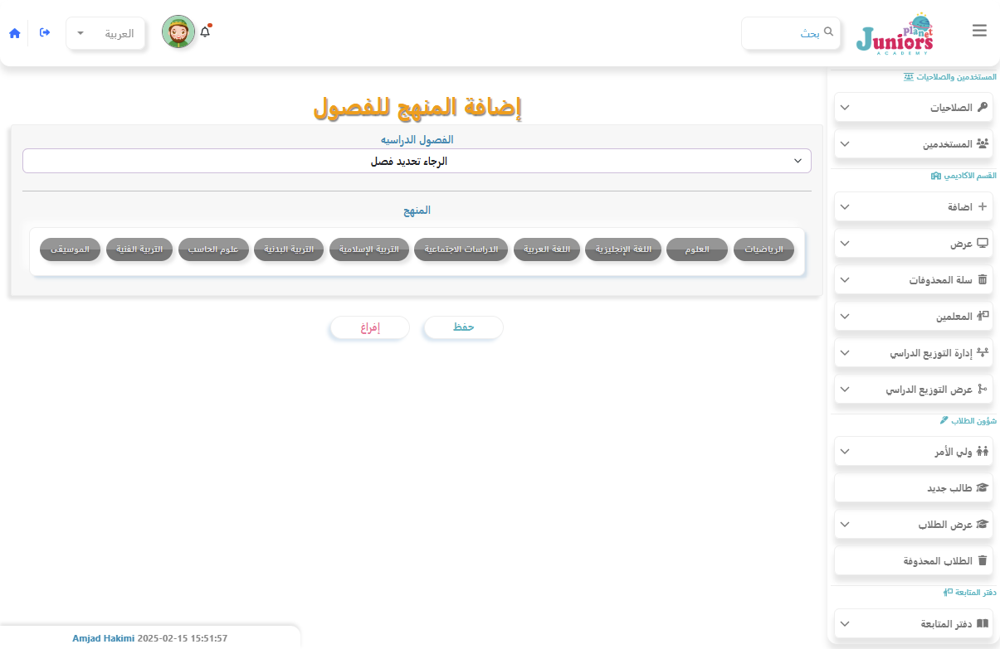 Juniors planet
ACADEMY
بحث
العربية
المستخدمين والصلاحيات
الصلاحيات
المستخدمين
القسم الاكاديمي
اضافة
عرض
سلة المحذوفات
المعلمين
إدارة التوزيع الدراسي
عرض التوزيع الدراسي
شؤون الطلاب
ولي الأمر
طالب جديد
عرض الطلاب
الطلاب المحذوفة
دفتر المتابعة
دفتر المتابعة
إضافة المنهج للفصول
الفصول الدراسيه
الرجاء تحديد فصل
المنهج
الرياضيات العلوم اللغة الإنجليزية اللغة العربية الدراسات الاجتماعية التربية الإسلامية التربية البدنية علوم الحاسب التربية الفنية الموسيقى
حفظ إفراغ
Amjad Hakimi 2025-02-15 15:51:57